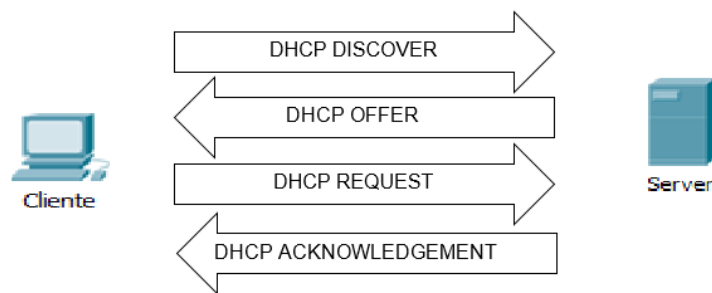 DHCP DISCOVER
DHCP OFFER
DHCP REQUEST
DHCP ACKNOWLEDGEMENT
Cliente
Server